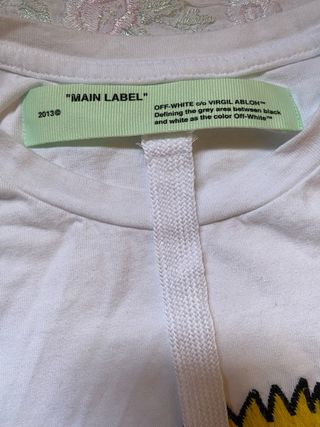 "MAIN LABEL"
2013©
OFF-WHITE c/o VIRGIL ABLOH™
Defining the grey area between black
and white as the color Off-White™